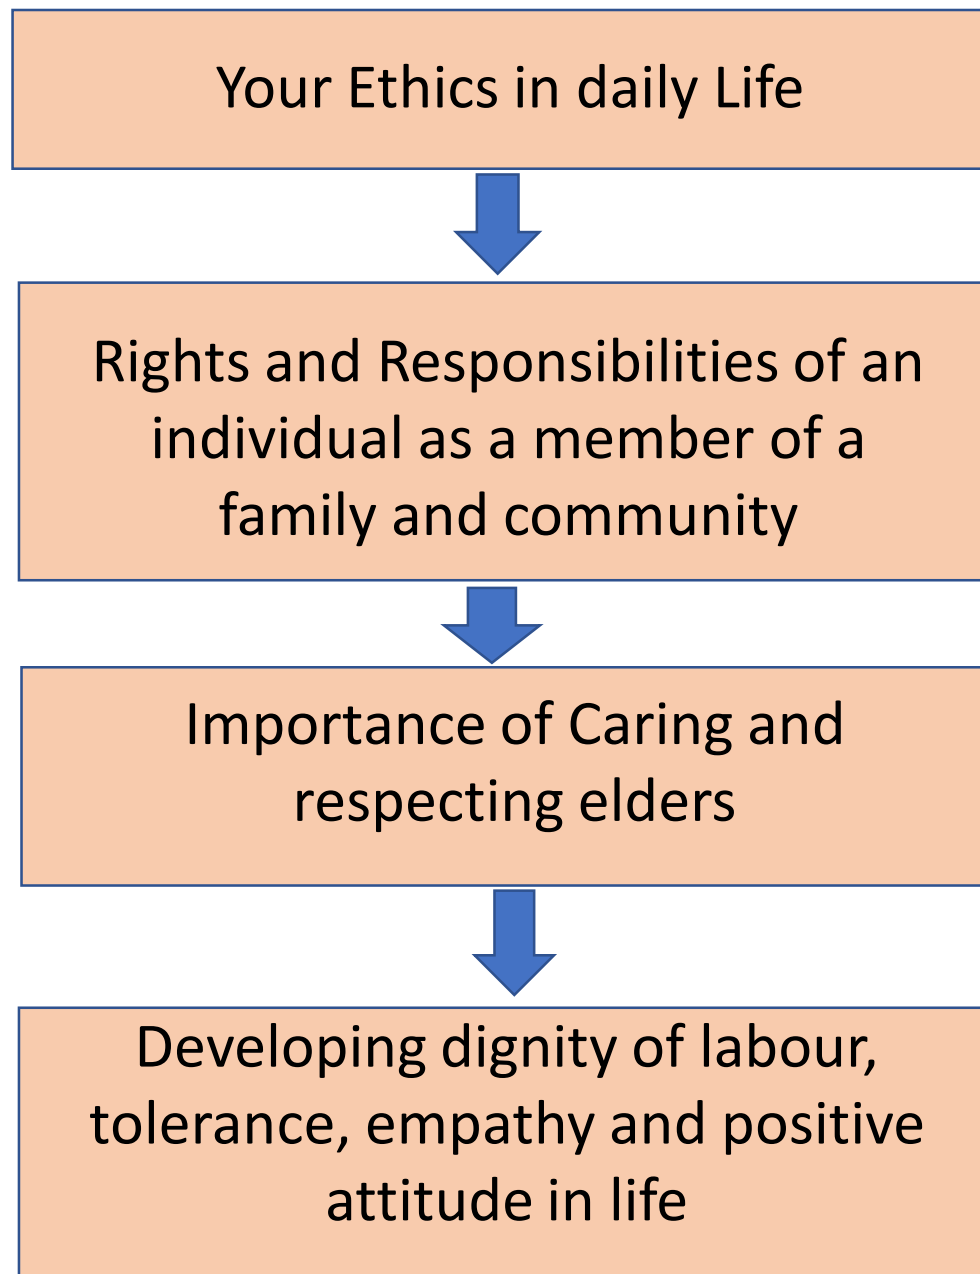 Your Ethics in daily Life
Rights and Responsibilities of an
individual as a member of a
family and community
Importance of Caring and
respecting elders
Developing dignity of labour,
tolerance, empathy and positive
attitude in life